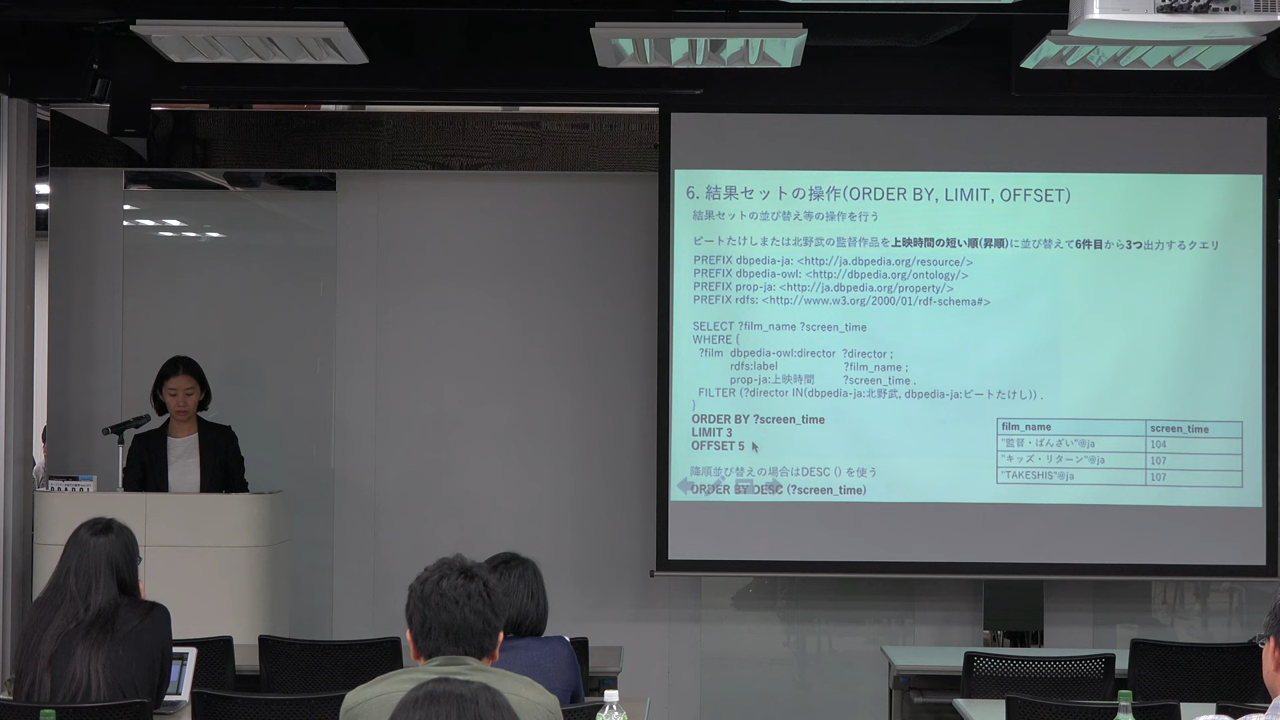 6. 結果セットの操作(ORDER BY, LIMIT, OFFSET)
結果セットの並び替え等の操作を行う
ビートたけしまたは北野武の監督作品を上映時間の短い順(昇順)に並び替えて6件目から3つ出力するクエリ
PREFIX dbpedia-ja: <http://ja.dbpedia.org/resource/>
PREFIX dbpedia-owl: <http://dbpedia.org/ontology/>
PREFIX prop-ja: <http://ja.dbpedia.org/property/>
PREFIX rdfs: <http://www.w3.org/2000/01/rdf-schema#>
SELECT ?film_name ?screen_time
WHERE {
?film dbpedia-owl:director ?director ;
rdfs:label ?film_name ;
prop-ja:上映時間 ?screen_time .
FILTER (?director IN(dbpedia-ja:北野武, dbpedia-ja:ビートたけし)) .
}
ORDER BY ?screen_time
LIMIT 3
OFFSET 5
降順並び替えの場合はDESC () を使う
ORDER BY DESC (?screen_time)
film_name screen_time
"監督・ばんざい"@ja 104
"キッズ・リターン"@ja 107
"TAKESHIS"@ja 107